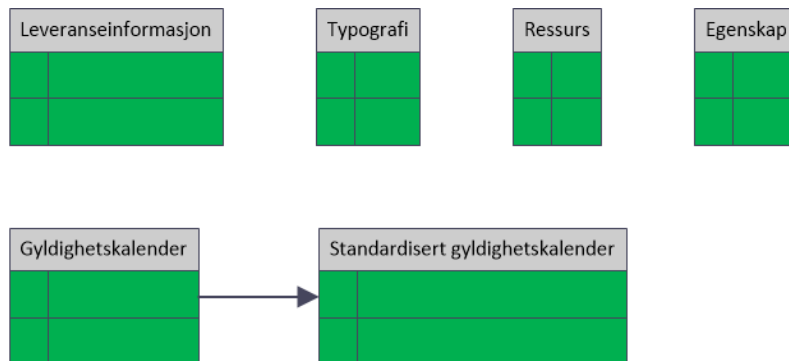 Leveranseinformasjon
Typografi
Ressurs
Egenskap
Gyldighetskalender
Standardisert gyldighetskalender